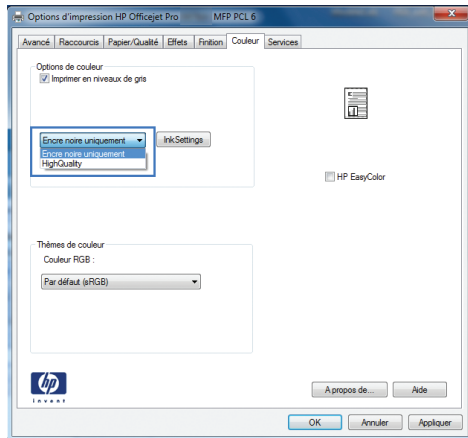 Options d'impression HP Officejet Pro MFP PCL 6
Avancé Raccourcis Papier/Qualité Effets Finition Couleur Services
Options de couleur
Imprimer en niveaux de gris
Encre noire uniquement InkSettings
Encre noire uniquement
HighQuality
HP EasyColor
Thèmes de couleur
Couleur RGB :
Par défaut (sRGB)
hp
invent
A propos de... Aide
OK Annuler Appliquer